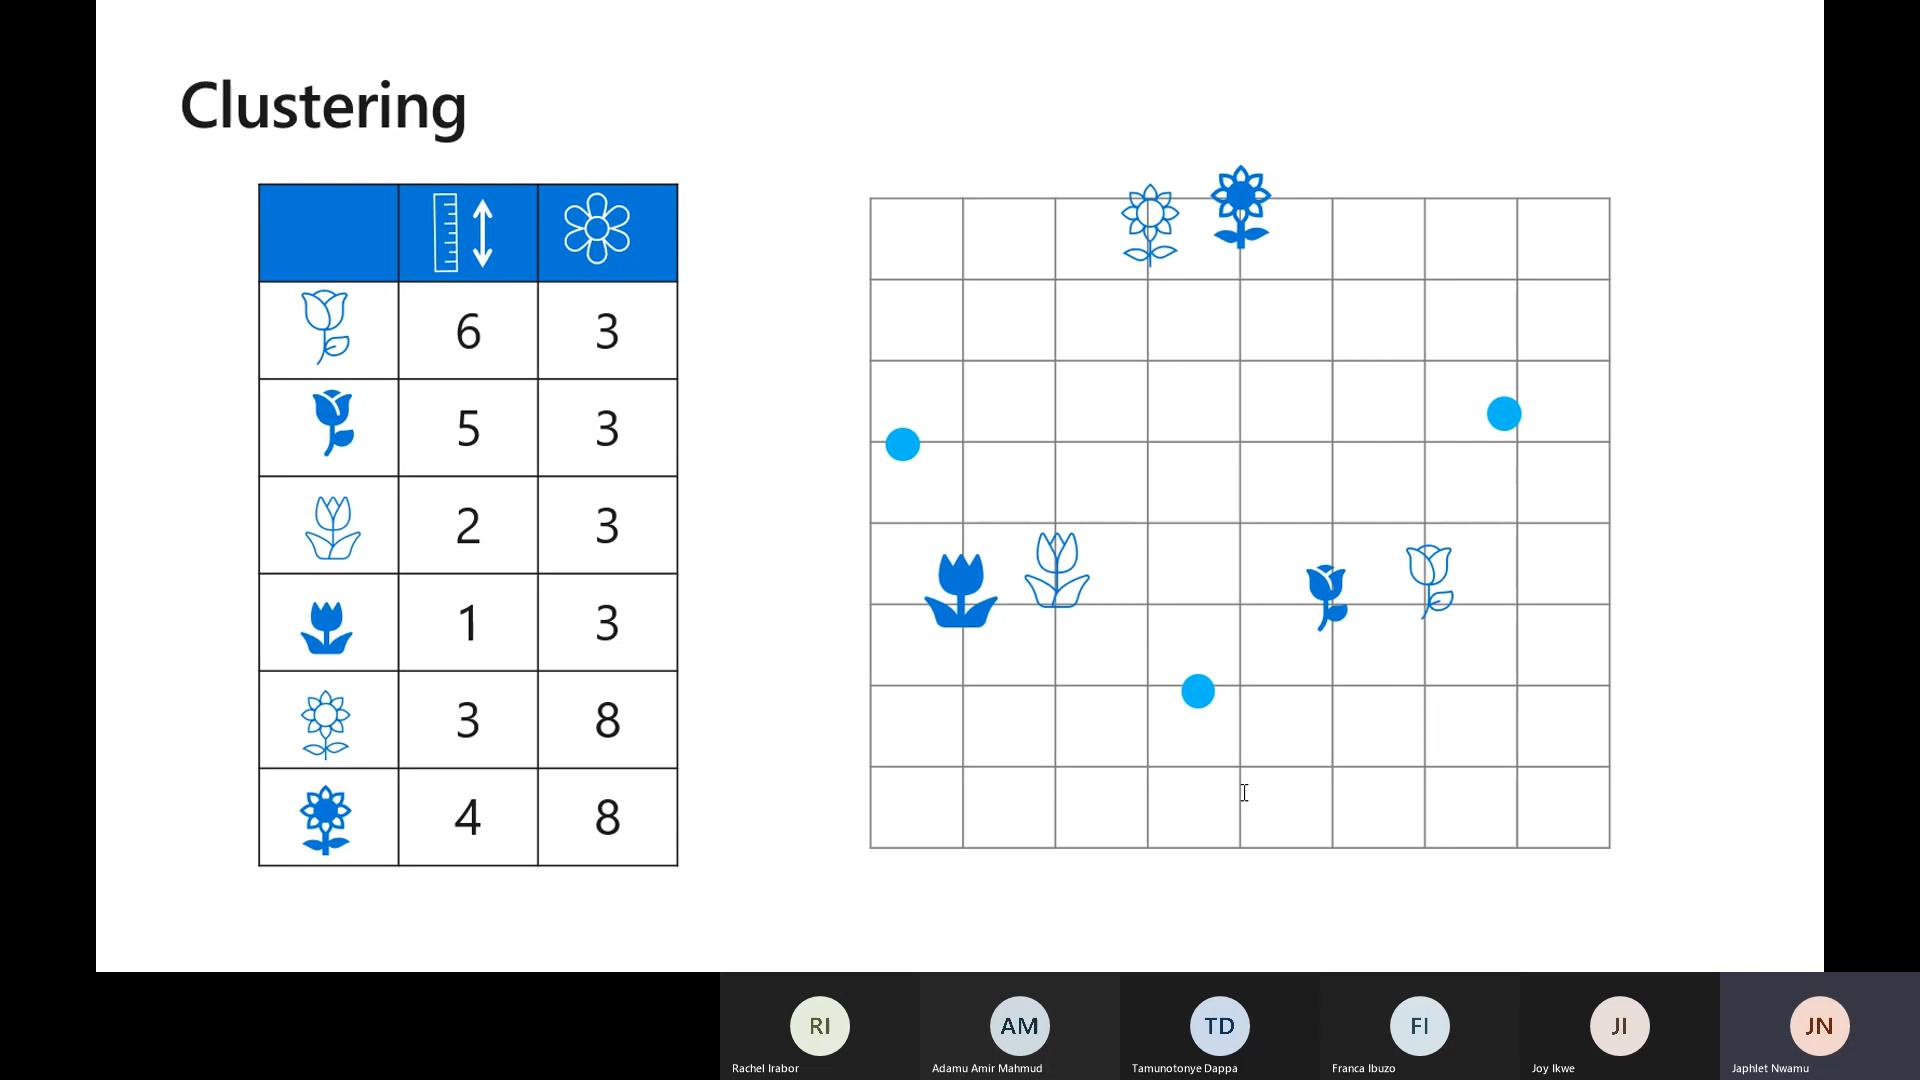 Clustering
6 3
5 3
2 3
1 3
3 8
4 8
RI AM TD FI JI JN
Rachel Irabor Adamu Amir Mahmud Tamunotonye Dappa Franca Ibuzo Joy Ikwe Japhlet Nwamu